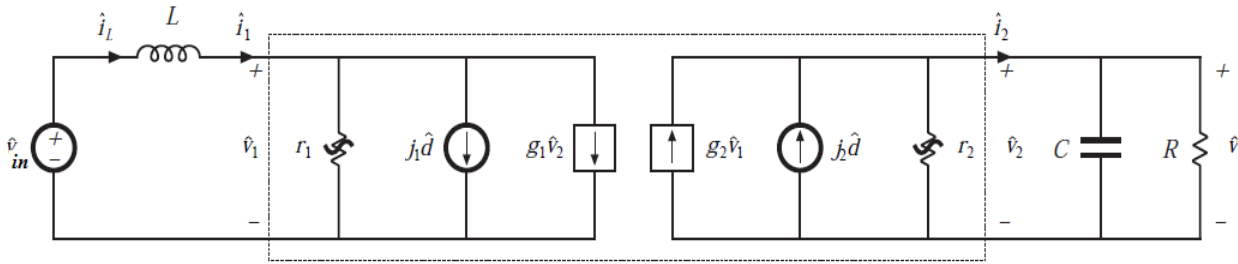 î_L L î_1 î_2
+ + +
v̂_in + − v̂_1 r_1 j_1d̂ g_1v̂_2 g_2v̂_1 j_2d̂ r_2 v̂_2 C R v̂
− − −